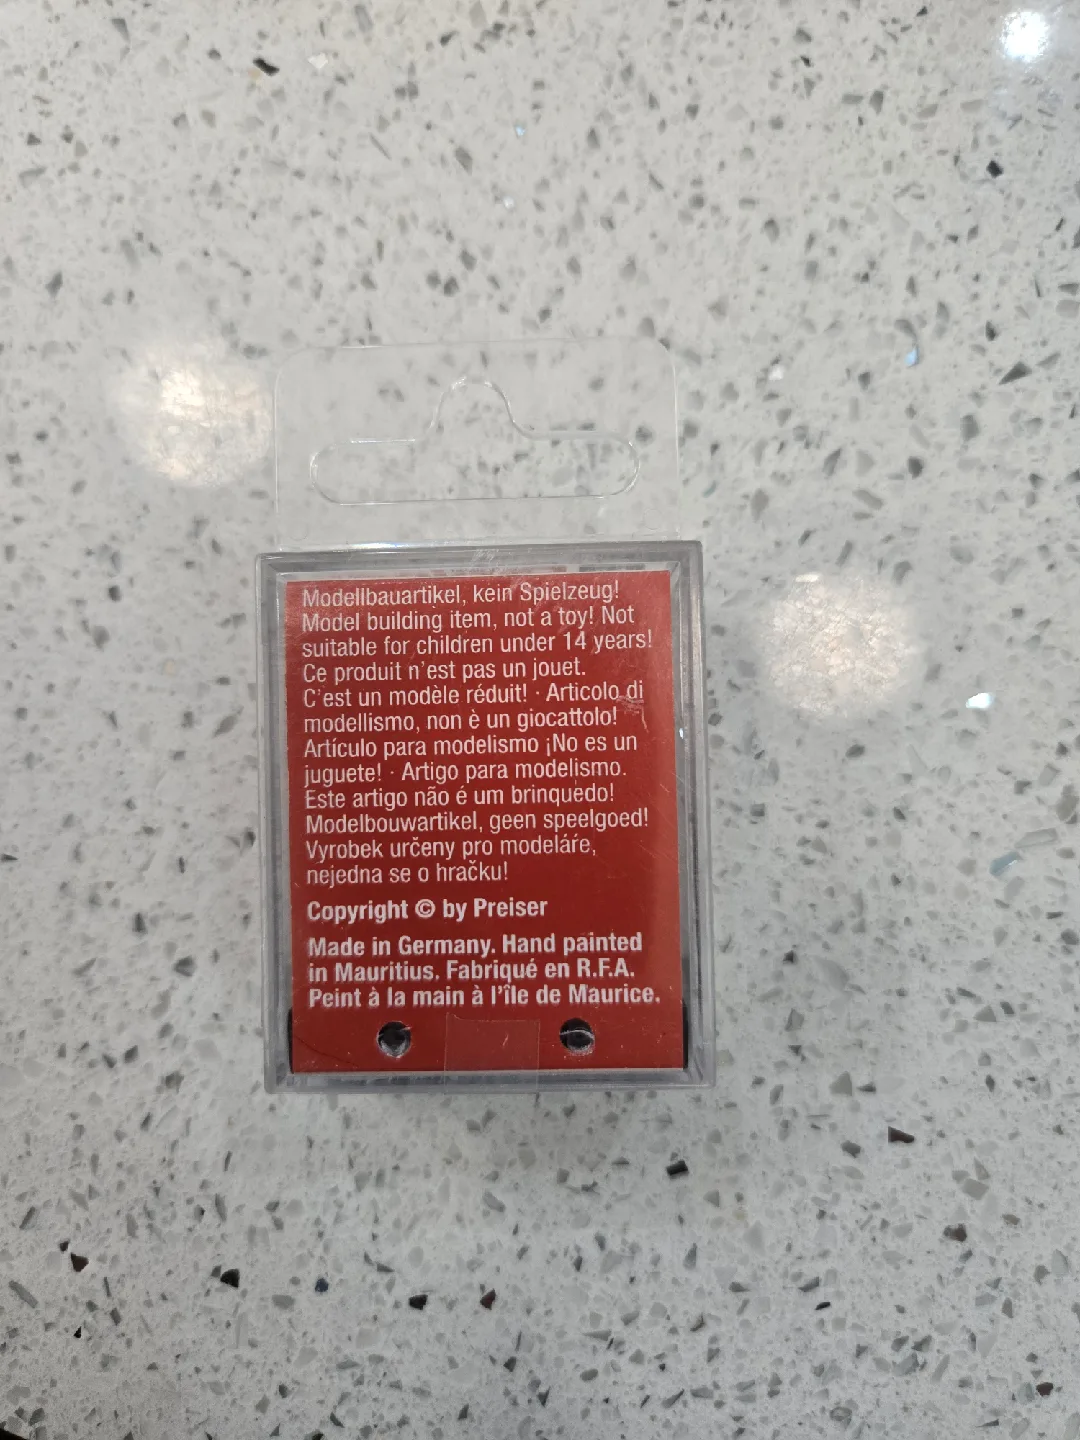 Modellbauartikel, kein Spielzeug!
Model building item, not a toy! Not
suitable for children under 14 years!
Ce produit n'est pas un jouet.
C'est un modèle réduit! · Articolo di
modellismo, non è un giocattolo!
Artículo para modelismo ¡No es un
juguete! · Artigo para modelismo.
Este artigo não é um brinquedo!
Modelbouwartikel, geen speelgoed!
Vyrobek určeny pro modeláře,
nejedna se o hračku!
Copyright © by Preiser
Made in Germany. Hand painted
in Mauritius. Fabriqué en R.F.A.
Peint à la main à l'île de Maurice.